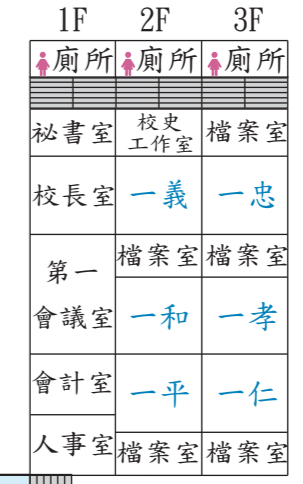 1F 2F 3F
廁所 廁所 廁所
祕書室 校史工作室 檔案室
校長室 一義 一忠
第一會議室 檔案室 檔案室
一和 一孝
會計室 一平 一仁
人事室 檔案室 檔案室